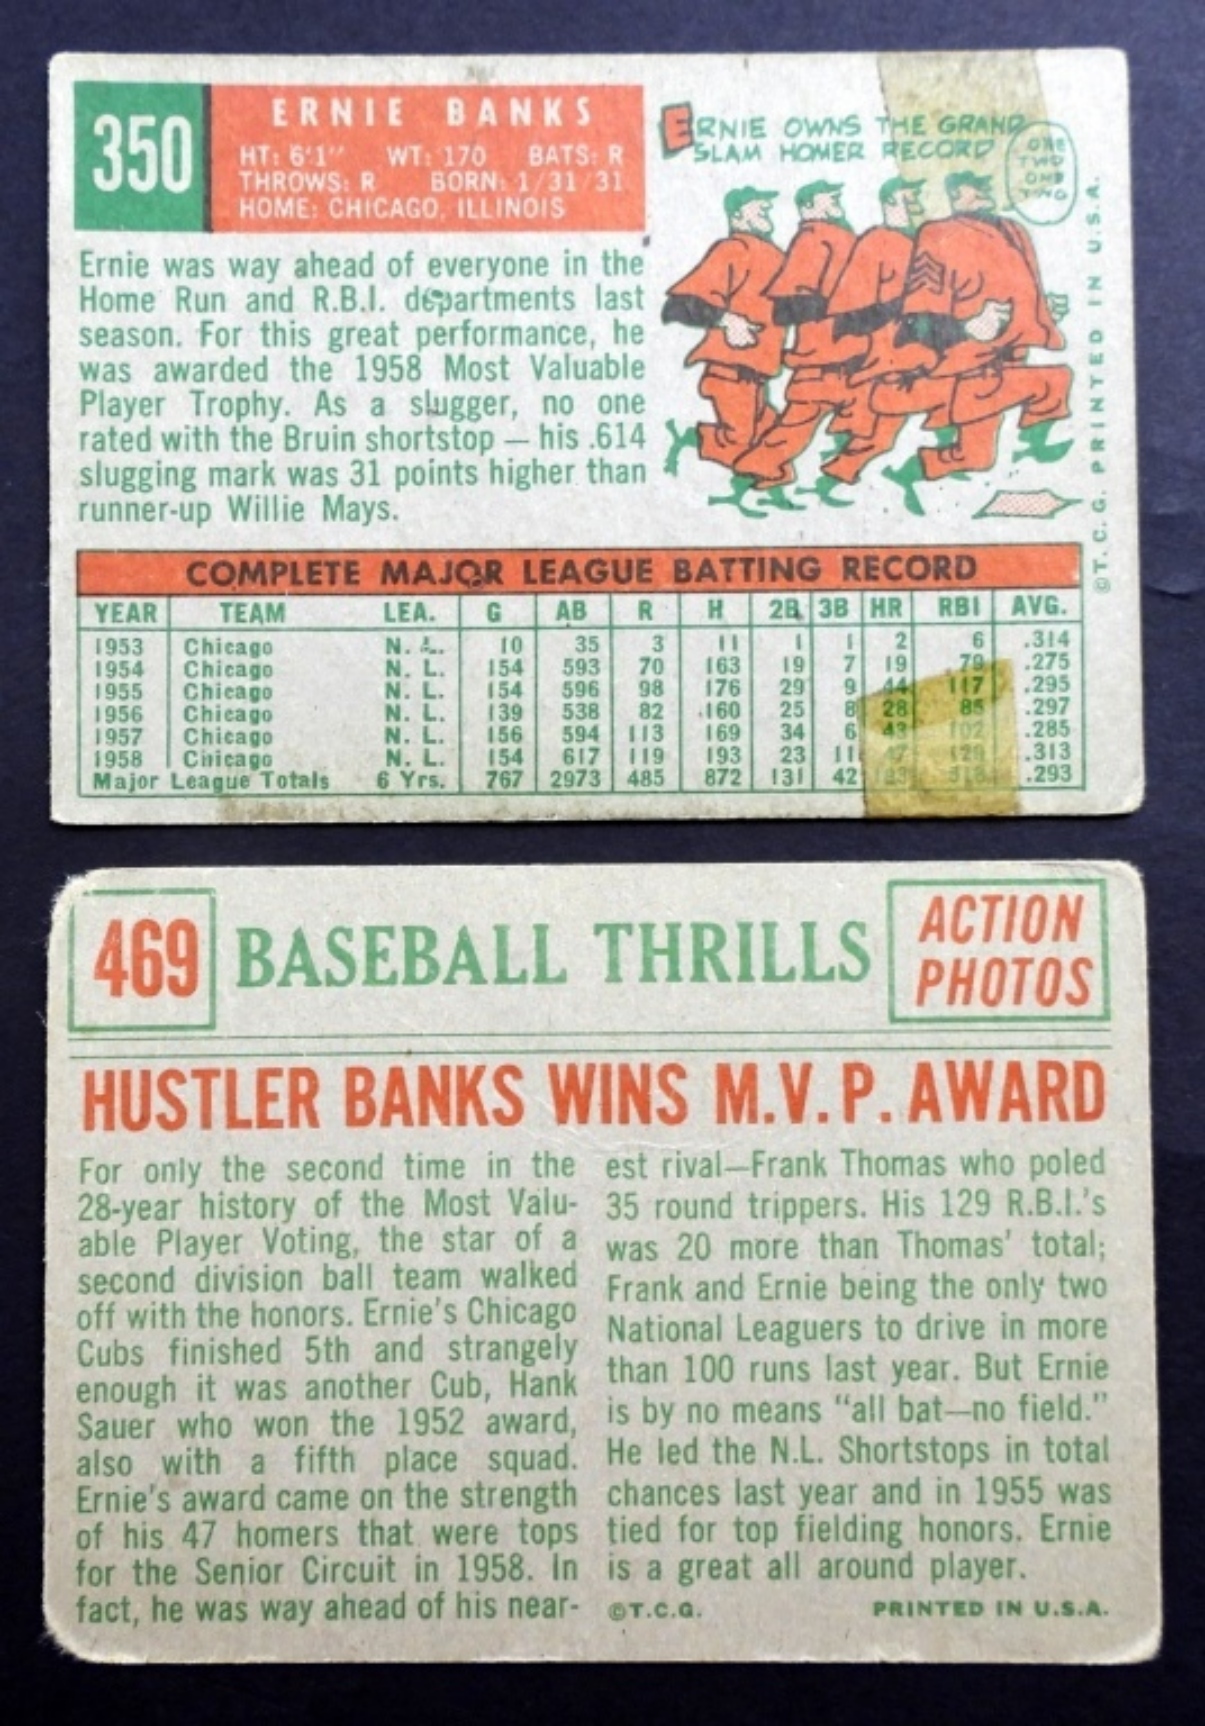 350
ERNIE BANKS
HT: 6'1" WT: 170 BATS: R
THROWS: R BORN: 1/31/31
HOME: CHICAGO, ILLINOIS
Ernie was way ahead of everyone in the
Home Run and R.B.I. departments last
season. For this great performance, he
was awarded the 1958 Most Valuable
Player Trophy. As a slugger, no one
rated with the Bruin shortstop — his .614
slugging mark was 31 points higher than
runner-up Willie Mays.
ERNIE OWNS THE GRAND
SLAM HOMER RECORD
ONE
TWO
ONE
TWO
©T. C. G. PRINTED IN U.S.A.
COMPLETE MAJOR LEAGUE BATTING RECORD
YEAR TEAM LEA. G AB R H 2B 3B HR RBI AVG.
1953 Chicago N. L. 10 35 3 11 1 1 2 6 .314
1954 Chicago N. L. 154 593 70 163 19 7 19 79 .275
1955 Chicago N. L. 154 596 98 176 29 9 44 117 .295
1956 Chicago N. L. 139 538 82 160 25 8 28 85 .297
1957 Chicago N. L. 156 594 113 169 34 6 43 102 .285
1958 Chicago N. L. 154 617 119 193 23 11 47 129 .313
Major League Totals 6 Yrs. 767 2973 485 872 131 42 .293
469
BASEBALL THRILLS
ACTION
PHOTOS
HUSTLER BANKS WINS M.V.P. AWARD
For only the second time in the
28-year history of the Most Valu-
able Player Voting, the star of a
second division ball team walked
off with the honors. Ernie's Chicago
Cubs finished 5th and strangely
enough it was another Cub, Hank
Sauer who won the 1952 award,
also with a fifth place squad.
Ernie's award came on the strength
of his 47 homers that were tops
for the Senior Circuit in 1958. In
fact, he was way ahead of his near-
est rival—Frank Thomas who poled
35 round trippers. His 129 R.B.I.'s
was 20 more than Thomas' total;
Frank and Ernie being the only two
National Leaguers to drive in more
than 100 runs last year. But Ernie
is by no means "all bat—no field."
He led the N.L. Shortstops in total
chances last year and in 1955 was
tied for top fielding honors. Ernie
is a great all around player.
©T.C.G. PRINTED IN U.S.A.